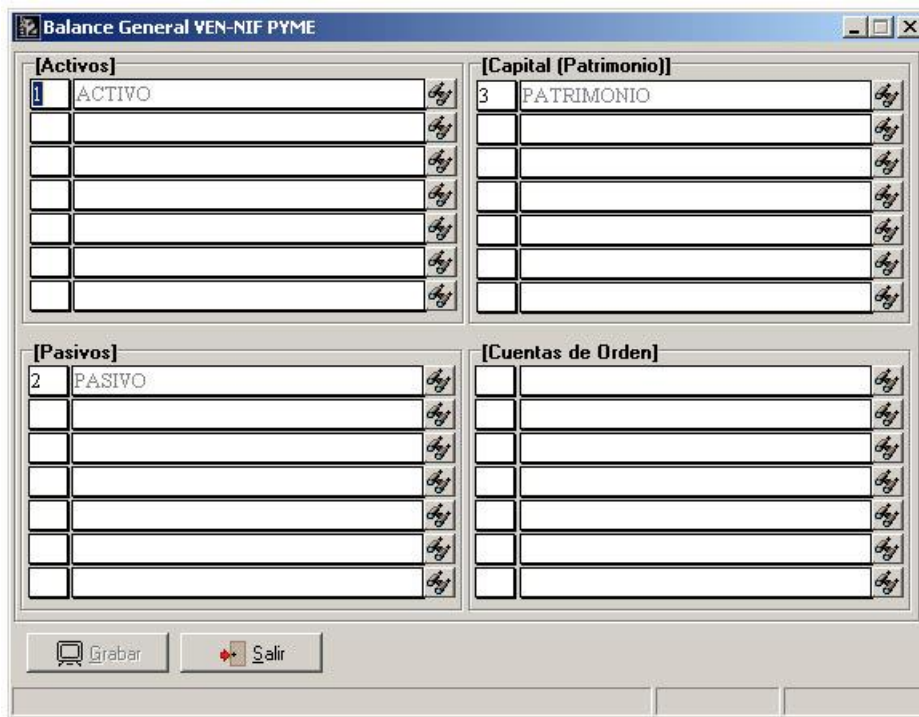 Balance General VEN-NIF PYME
[Activos]
1 ACTIVO
[Capital (Patrimonio)]
3 PATRIMONIO
[Pasivos]
2 PASIVO
[Cuentas de Orden]
Grabar
Salir